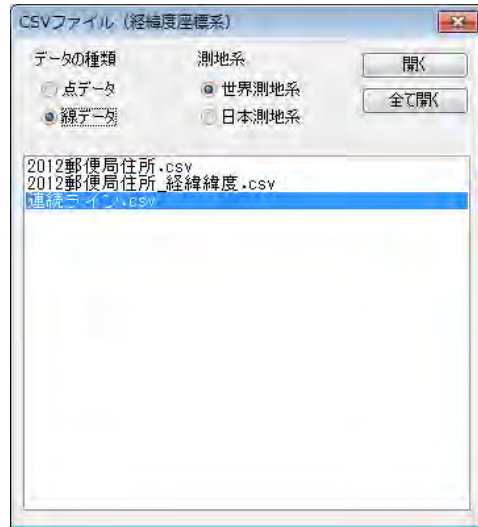 CSVファイル（経緯度座標系）
データの種類
測地系
開く
点データ
世界測地系
全て開く
線データ
日本測地系
2012郵便局住所.csv
2012郵便局住所_経緯緯度.csv
連続ライン.csv